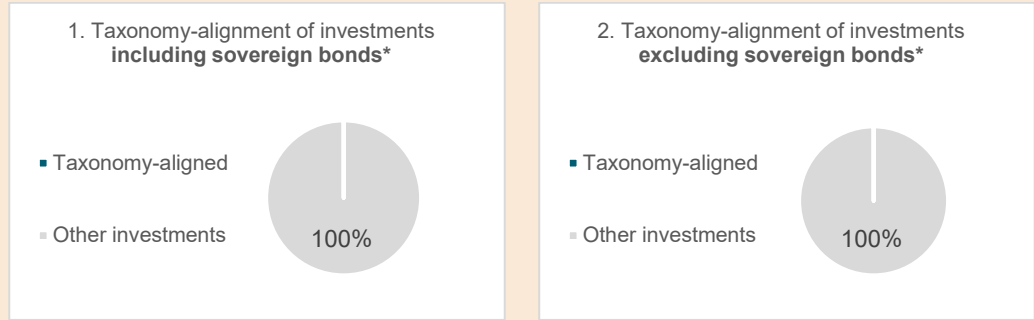 1. Taxonomy-alignment of investments
including sovereign bonds*
Taxonomy-aligned
Other investments
100%
2. Taxonomy-alignment of investments
excluding sovereign bonds*
Taxonomy-aligned
Other investments
100%